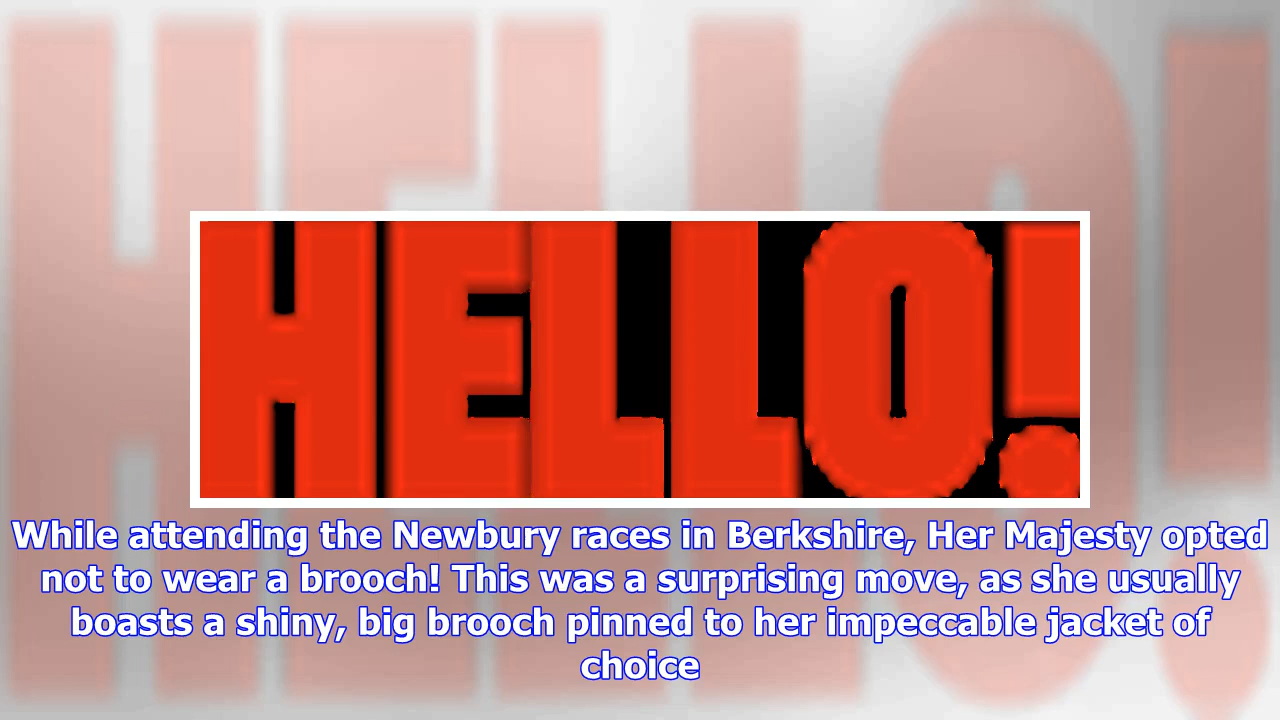 HELLO!
While attending the Newbury races in Berkshire, Her Majesty opted
not to wear a brooch! This was a surprising move, as she usually
boasts a shiny, big brooch pinned to her impeccable jacket of
choice